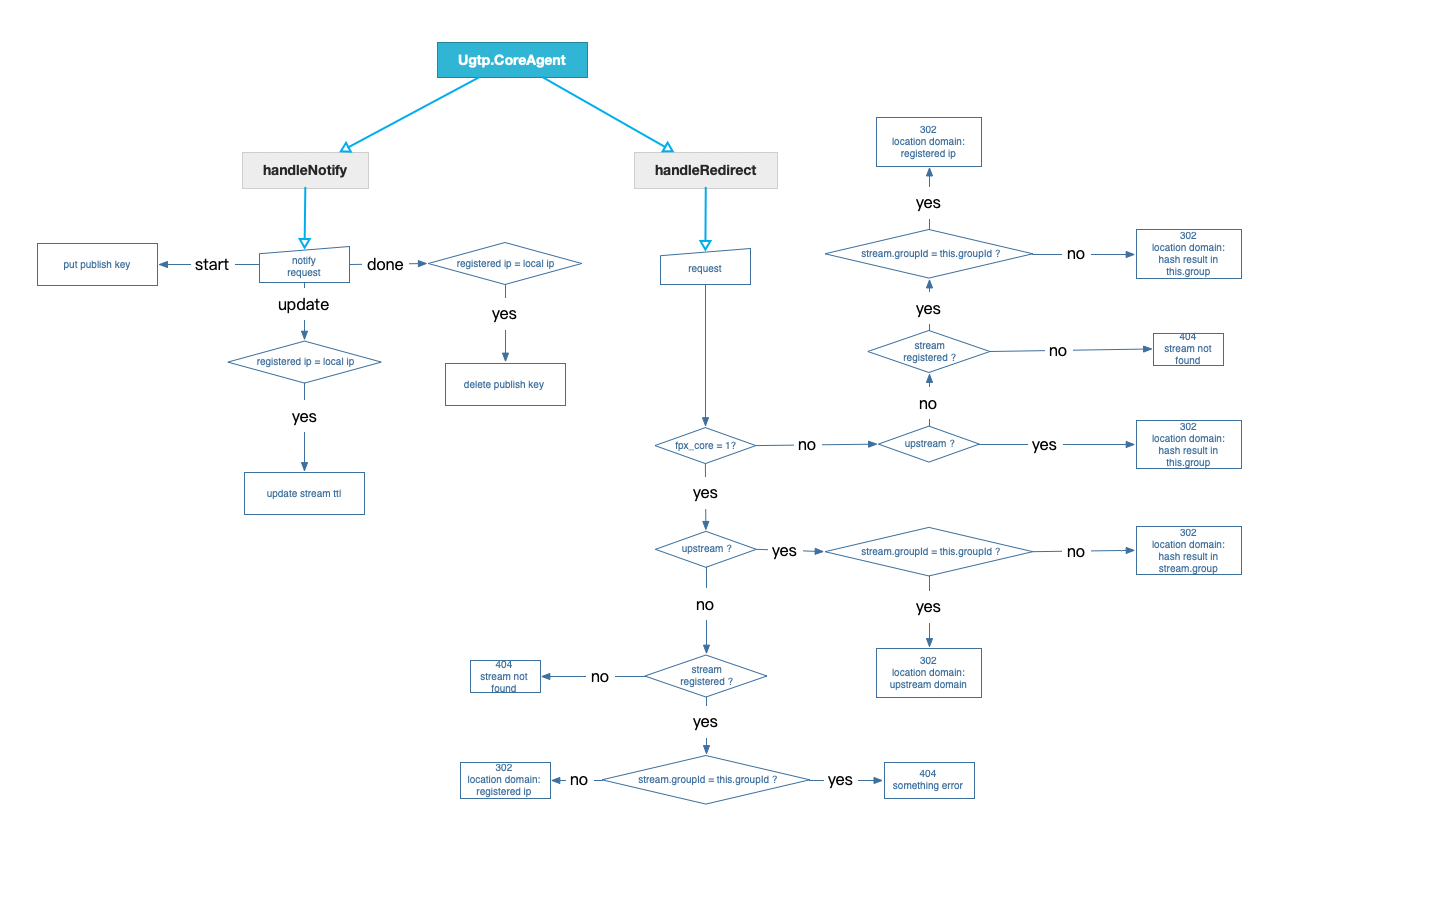 Ugtp.CoreAgent
handleNotify
handleRedirect
302
location domain:
registered ip
yes
put publish key
start
notify
request
done
registered ip = local ip
request
stream.groupId = this.groupId ?
no
302
location domain:
hash result in
this.group
update
yes
yes
registered ip = local ip
delete publish key
stream
registered ?
no
404
stream not
found
yes
no
fpx_core = 1?
no
upstream ?
yes
302
location domain:
hash result in
this.group
update stream ttl
yes
upstream ?
yes
stream.groupId = this.groupId ?
no
302
location domain:
hash result in
stream.group
no
yes
404
stream not
found
no
stream
registered ?
302
location domain:
upstream domain
yes
302
location domain:
registered ip
no
stream.groupId = this.groupId ?
yes
404
something error